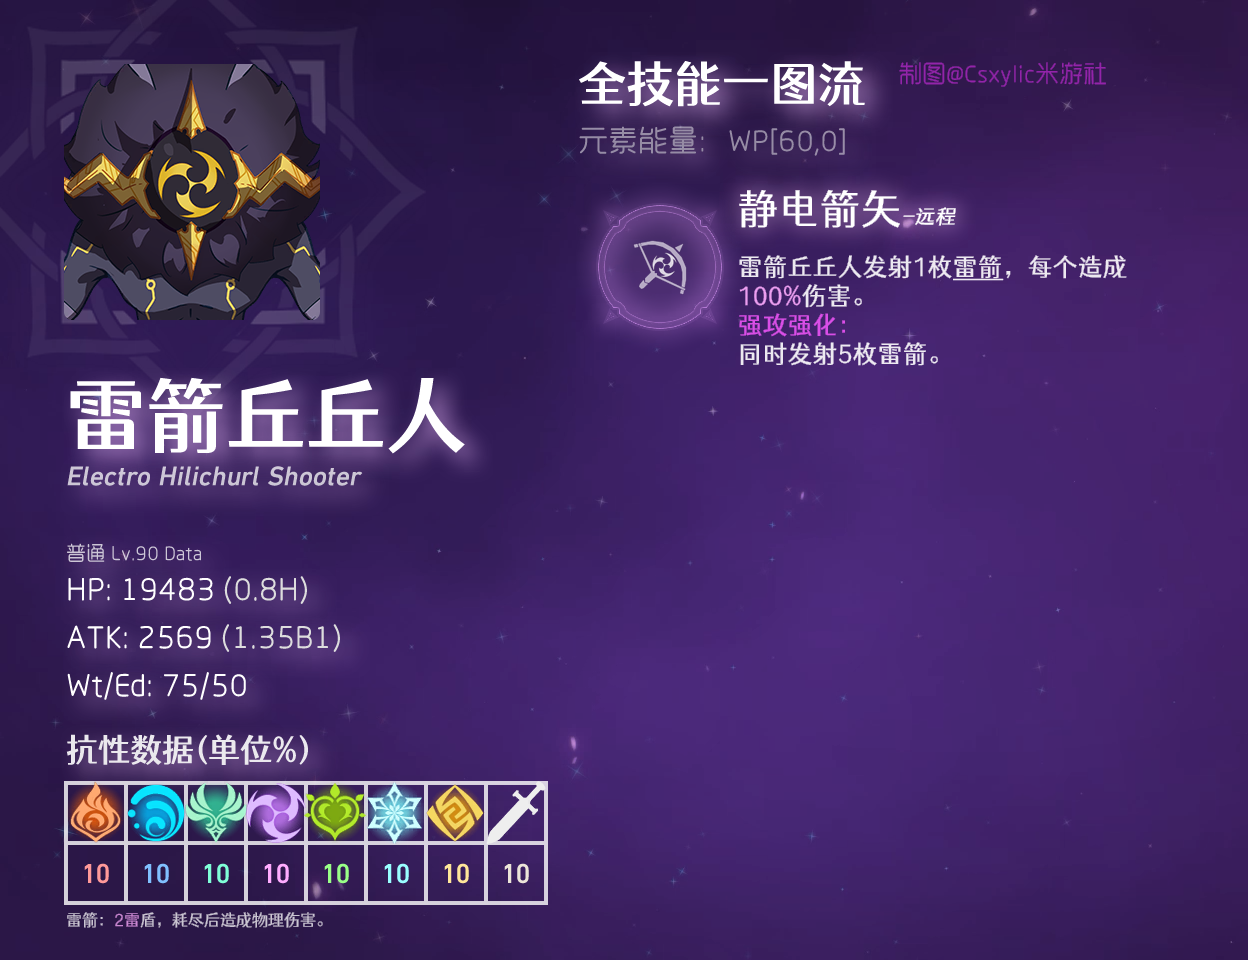 全技能一图流
制图@Csxylic米游社
元素能量： WP[60,0]
静电箭矢-远程
雷箭丘丘人发射1枚雷箭，每个造成
100%伤害。
强攻强化：
同时发射5枚雷箭。
雷箭丘丘人
Electro Hilichurl Shooter
普通 Lv.90 Data
HP: 19483 (0.8H)
ATK: 2569 (1.35B1)
Wt/Ed: 75/50
抗性数据(单位%)
10 10 10 10 10 10 10 10
雷箭：2雷盾，耗尽后造成物理伤害。